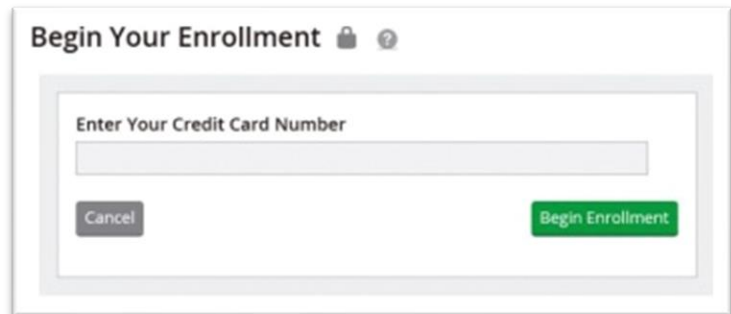 Begin Your Enrollment
Enter Your Credit Card Number
Cancel
Begin Enrollment